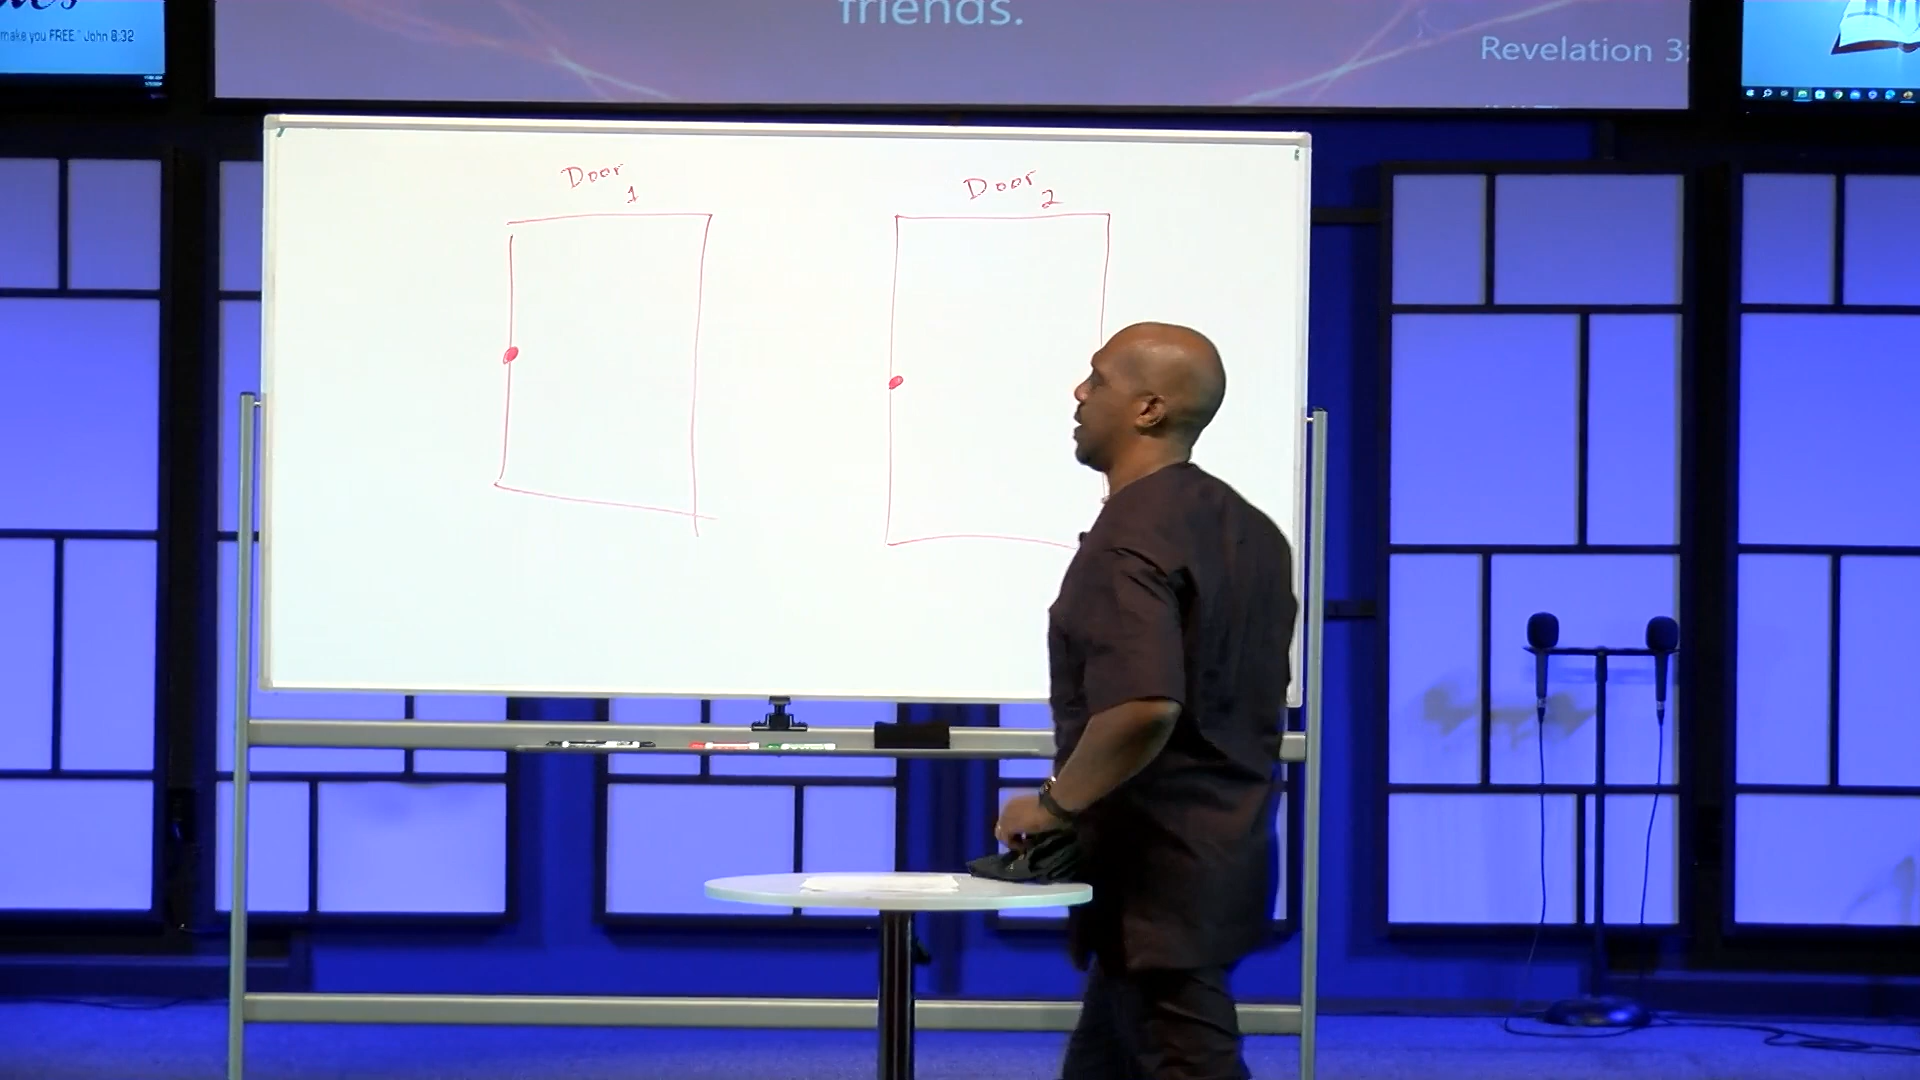 friends.
make you FREE." John 8:32
Revelation 3:
Door
1
Door
2